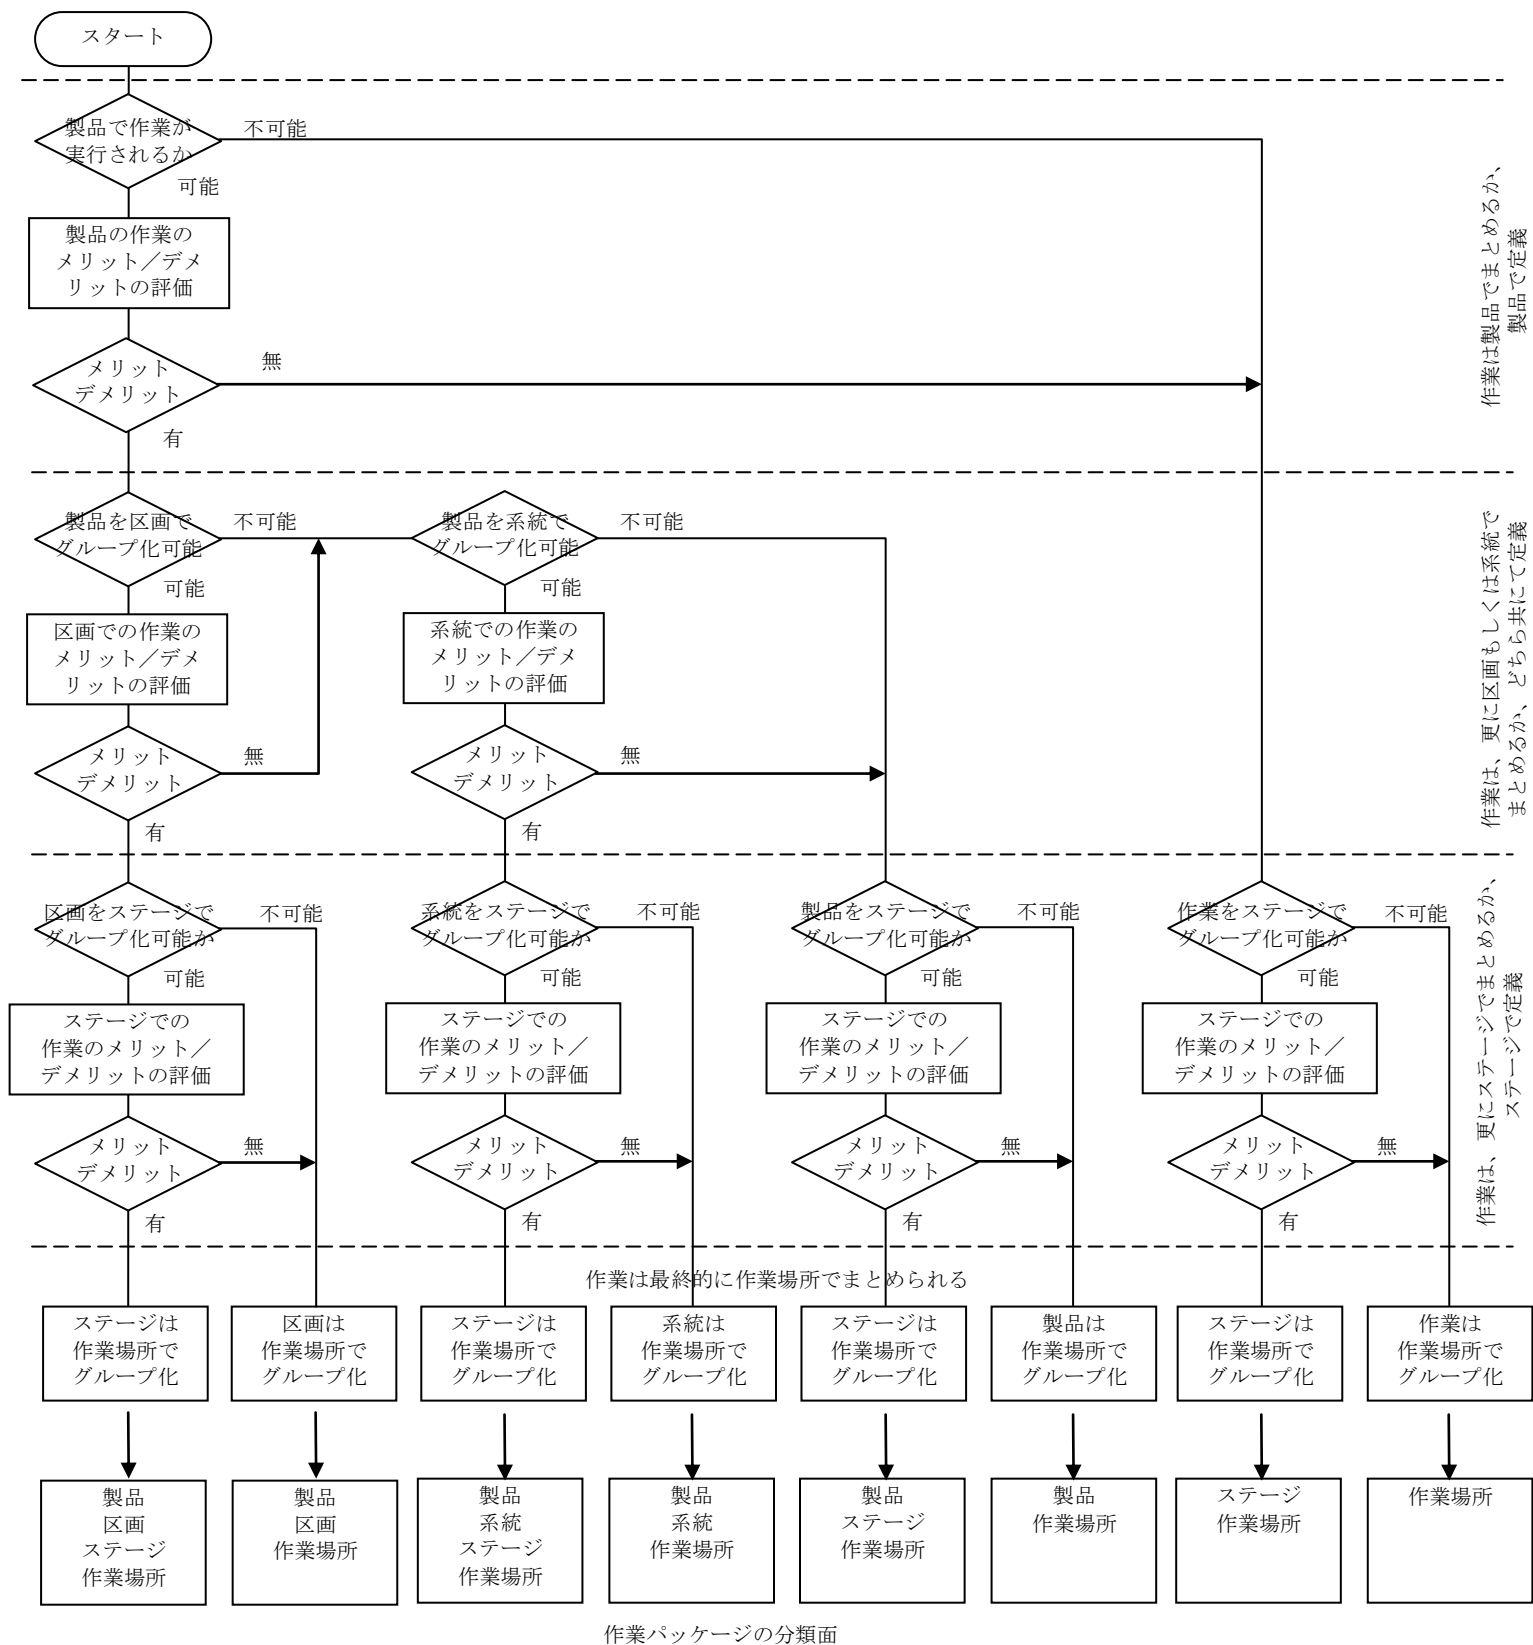 スタート
製品で作業が
実行されるか
不可能
可能
製品の作業の
メリット／デメ
リットの評価
メリット
デメリット
無
有
作業は製品でまとめるか、
製品で定義
製品を区画で
グループ化可能
不可能
可能
区画での作業の
メリット／デメ
リットの評価
メリット
デメリット
無
有
製品を系統で
グループ化可能
不可能
可能
系統での作業の
メリット／デメ
リットの評価
メリット
デメリット
無
有
作業は、更に区画もしくは系統で
まとめるか、どちら共にて定義
区画をステージで
グループ化可能か
不可能
可能
ステージでの
作業のメリット／
デメリットの評価
メリット
デメリット
無
有
系統をステージで
グループ化可能か
不可能
可能
ステージでの
作業のメリット／
デメリットの評価
メリット
デメリット
無
有
製品をステージで
グループ化可能か
不可能
可能
ステージでの
作業のメリット／
デメリットの評価
メリット
デメリット
無
有
作業をステージで
グループ化可能か
不可能
可能
ステージでの
作業のメリット／
デメリットの評価
メリット
デメリット
無
有
作業は、更にステージでまとめるか、
ステージで定義
作業は最終的に作業場所でまとめられる
ステージは
作業場所で
グループ化
区画は
作業場所で
グループ化
ステージは
作業場所で
グループ化
系統は
作業場所で
グループ化
ステージは
作業場所で
グループ化
製品は
作業場所で
グループ化
ステージは
作業場所で
グループ化
作業は
作業場所で
グループ化
製品
区画
ステージ
作業場所
製品
区画
作業場所
製品
系統
ステージ
作業場所
製品
系統
作業場所
製品
ステージ
作業場所
製品
作業場所
ステージ
作業場所
作業場所
作業パッケージの分類面